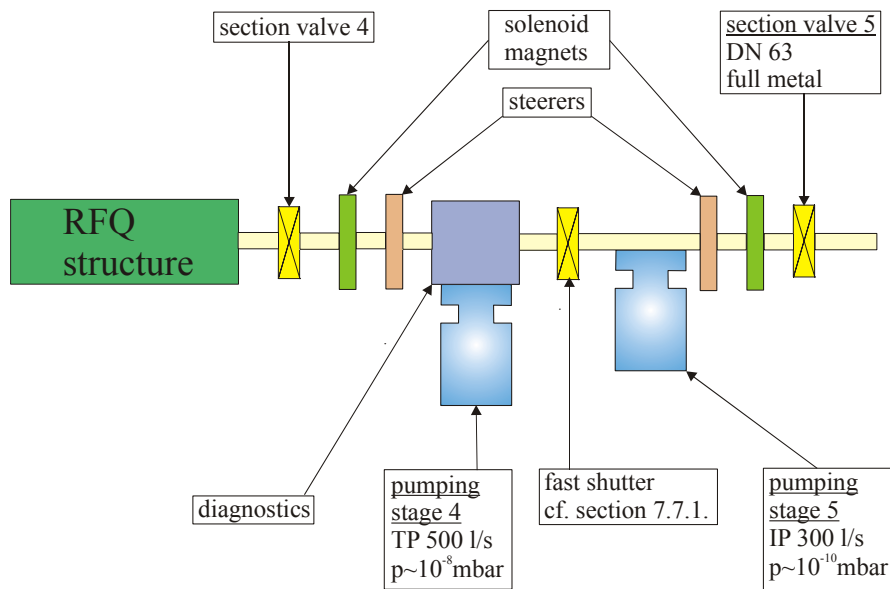 section valve 4
solenoid
magnets
section valve 5
DN 63
full metal
steerers
RFQ
structure
diagnostics
pumping
stage 4
TP 500 l/s
p~10⁻⁸mbar
fast shutter
cf. section 7.7.1.
pumping
stage 5
IP 300 l/s
p~10⁻¹⁰mbar